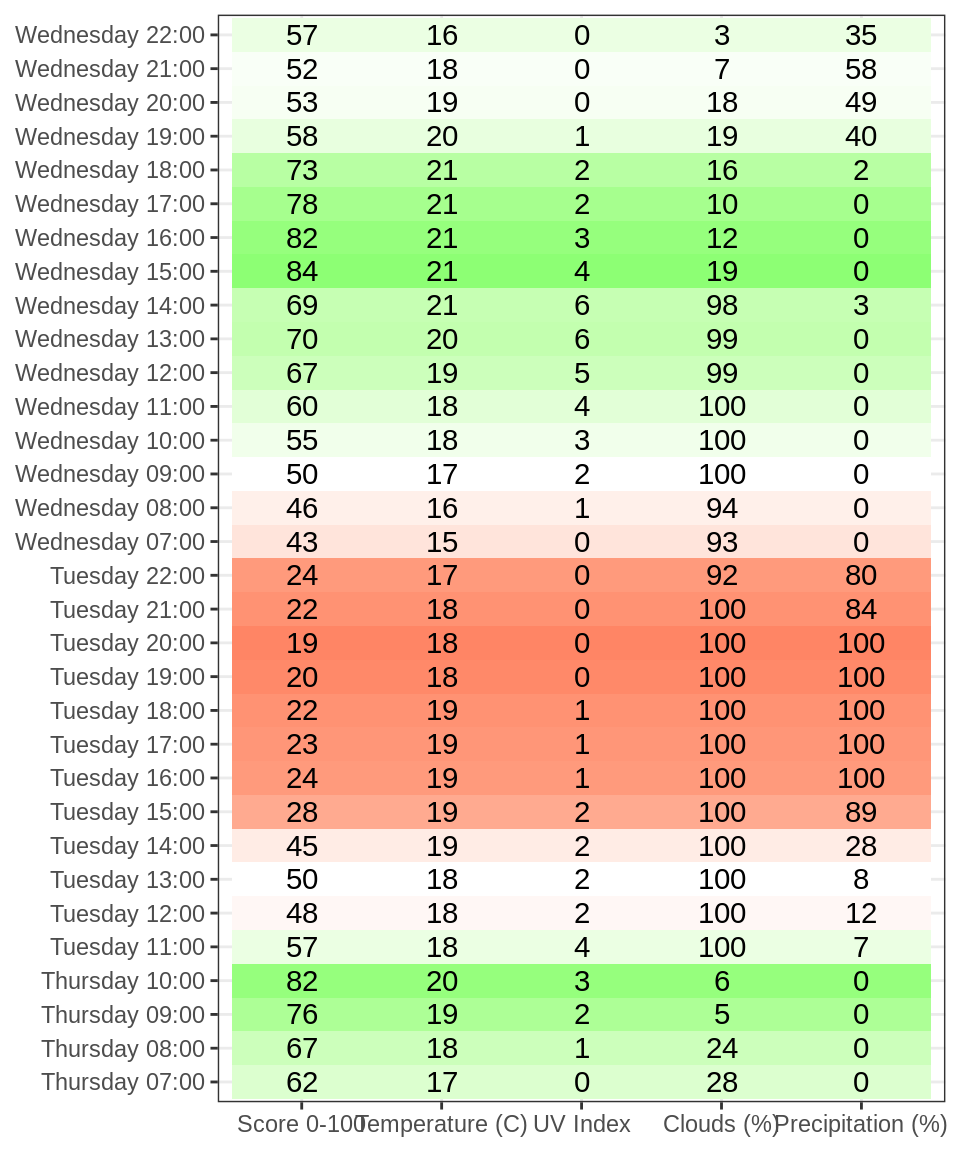 Wednesday 22:00 57 16 0 3 35
Wednesday 21:00 52 18 0 7 58
Wednesday 20:00 53 19 0 18 49
Wednesday 19:00 58 20 1 19 40
Wednesday 18:00 73 21 2 16 2
Wednesday 17:00 78 21 2 10 0
Wednesday 16:00 82 21 3 12 0
Wednesday 15:00 84 21 4 19 0
Wednesday 14:00 69 21 6 98 3
Wednesday 13:00 70 20 6 99 0
Wednesday 12:00 67 19 5 99 0
Wednesday 11:00 60 18 4 100 0
Wednesday 10:00 55 18 3 100 0
Wednesday 09:00 50 17 2 100 0
Wednesday 08:00 46 16 1 94 0
Wednesday 07:00 43 15 0 93 0
Tuesday 22:00 24 17 0 92 80
Tuesday 21:00 22 18 0 100 84
Tuesday 20:00 19 18 0 100 100
Tuesday 19:00 20 18 0 100 100
Tuesday 18:00 22 19 1 100 100
Tuesday 17:00 23 19 1 100 100
Tuesday 16:00 24 19 1 100 100
Tuesday 15:00 28 19 2 100 89
Tuesday 14:00 45 19 2 100 28
Tuesday 13:00 50 18 2 100 8
Tuesday 12:00 48 18 2 100 12
Tuesday 11:00 57 18 4 100 7
Thursday 10:00 82 20 3 6 0
Thursday 09:00 76 19 2 5 0
Thursday 08:00 67 18 1 24 0
Thursday 07:00 62 17 0 28 0
Score 0-100 Temperature (C) UV Index Clouds (%) Precipitation (%)